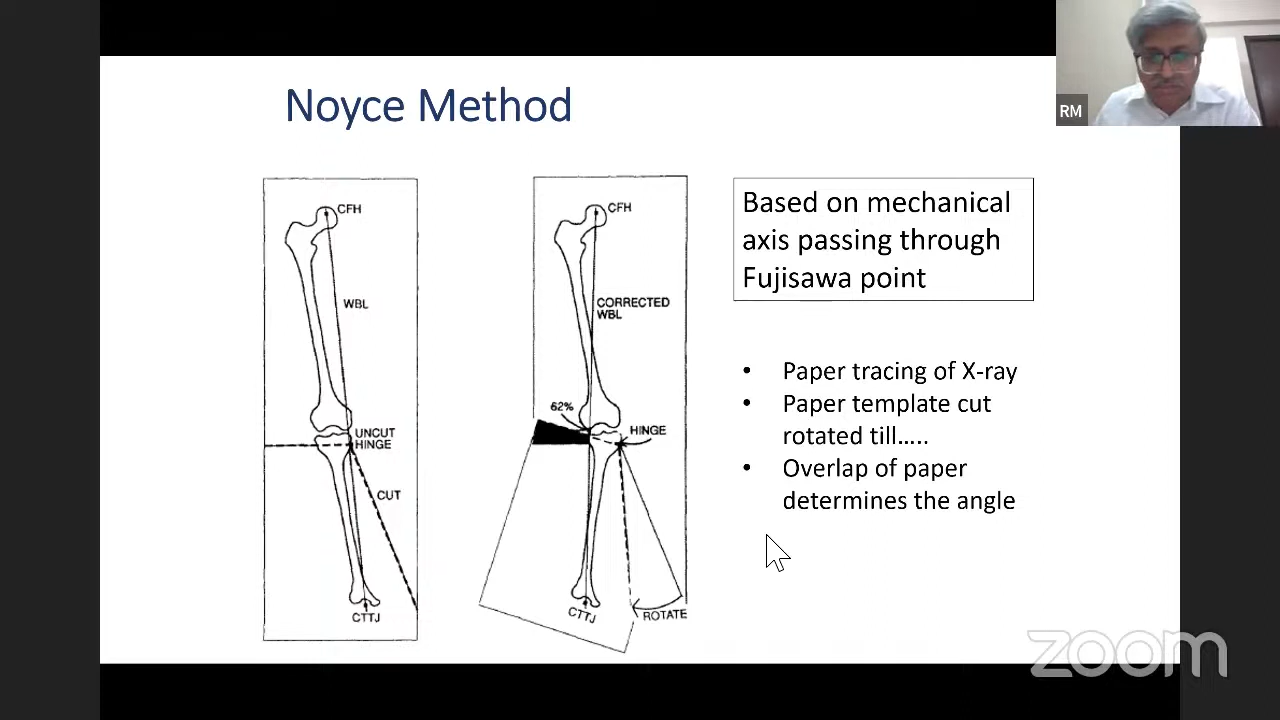 Noyce Method
CFH
WBL
UNCUT
HINGE
CUT
CTTJ
CFH
CORRECTED
WBL
62%
HINGE
CTTJ
ROTATE
Based on mechanical
axis passing through
Fujisawa point
• Paper tracing of X-ray
• Paper template cut
rotated till…..
• Overlap of paper
determines the angle
RM
zoom